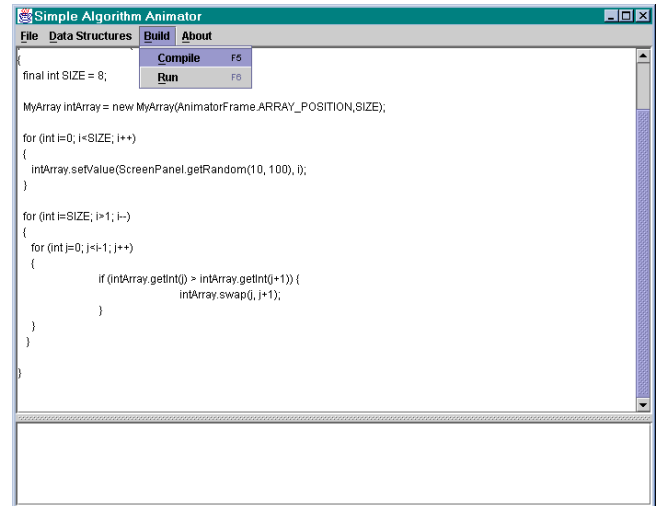 Simple Algorithm Animator
File Data Structures Build About
Compile F5
Run F6
{
final int SIZE = 8;
MyArray intArray = new MyArray(AnimatorFrame.ARRAY_POSITION,SIZE);
for (int i=0; i<SIZE; i++)
{
intArray.setValue(ScreenPanel.getRandom(10, 100), i);
}
for (int i=SIZE; i>1; i--)
{
for (int j=0; j<i-1; j++)
{
if (intArray.getInt(j) > intArray.getInt(j+1)) {
intArray.swap(j, j+1);
}
}
}
}